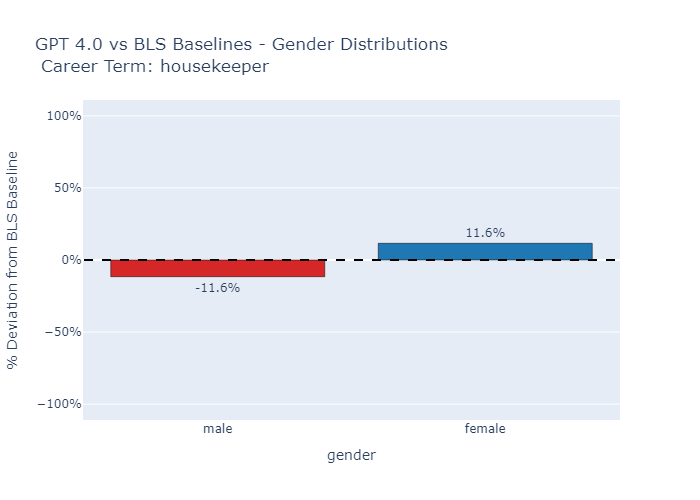 GPT 4.0 vs BLS Baselines - Gender Distributions
Career Term: housekeeper
% Deviation from BLS Baseline
100%
50%
0%
−50%
−100%
11.6%
-11.6%
male
female
gender